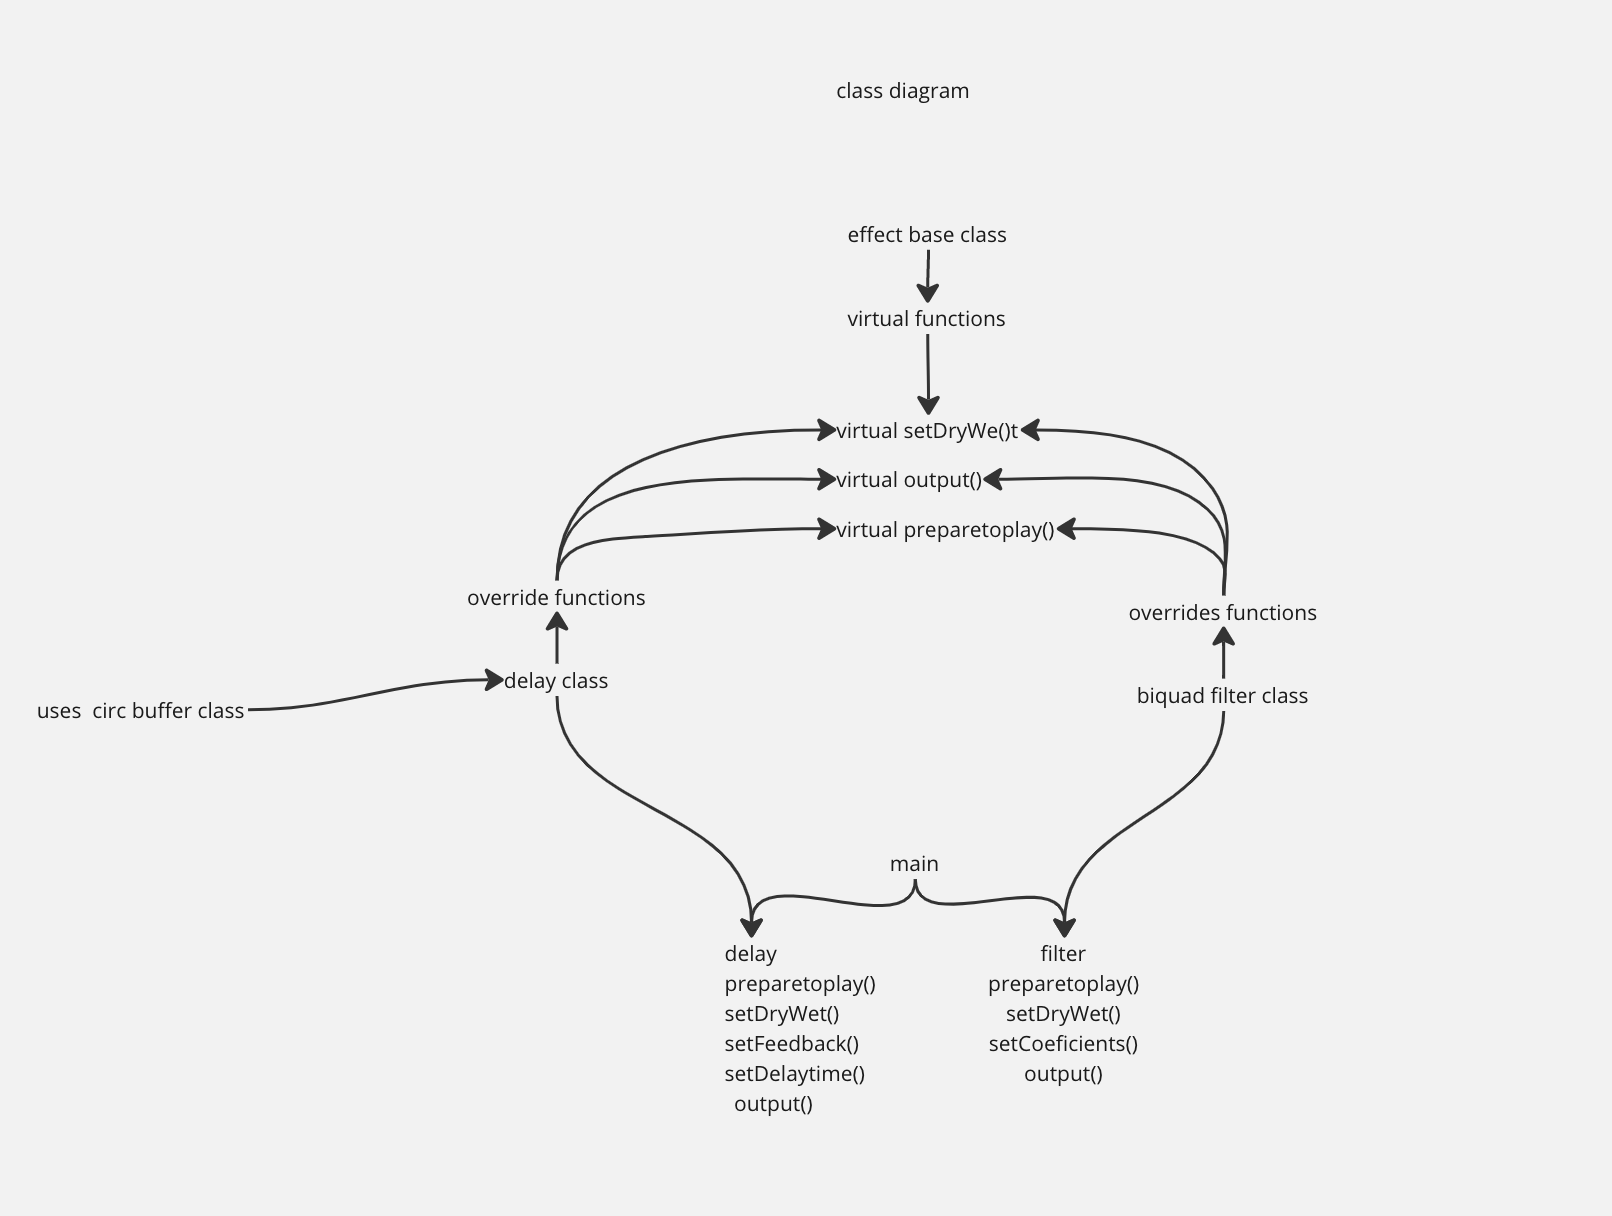 class diagram
effect base class
virtual functions
virtual setDryWe()t
virtual output()
virtual preparetoplay()
override functions
overrides functions
delay class
biquad filter class
uses  circ buffer class
main
delay
preparetoplay()
setDryWet()
setFeedback()
setDelaytime()
output()
filter
preparetoplay()
setDryWet()
setCoeficients()
output()